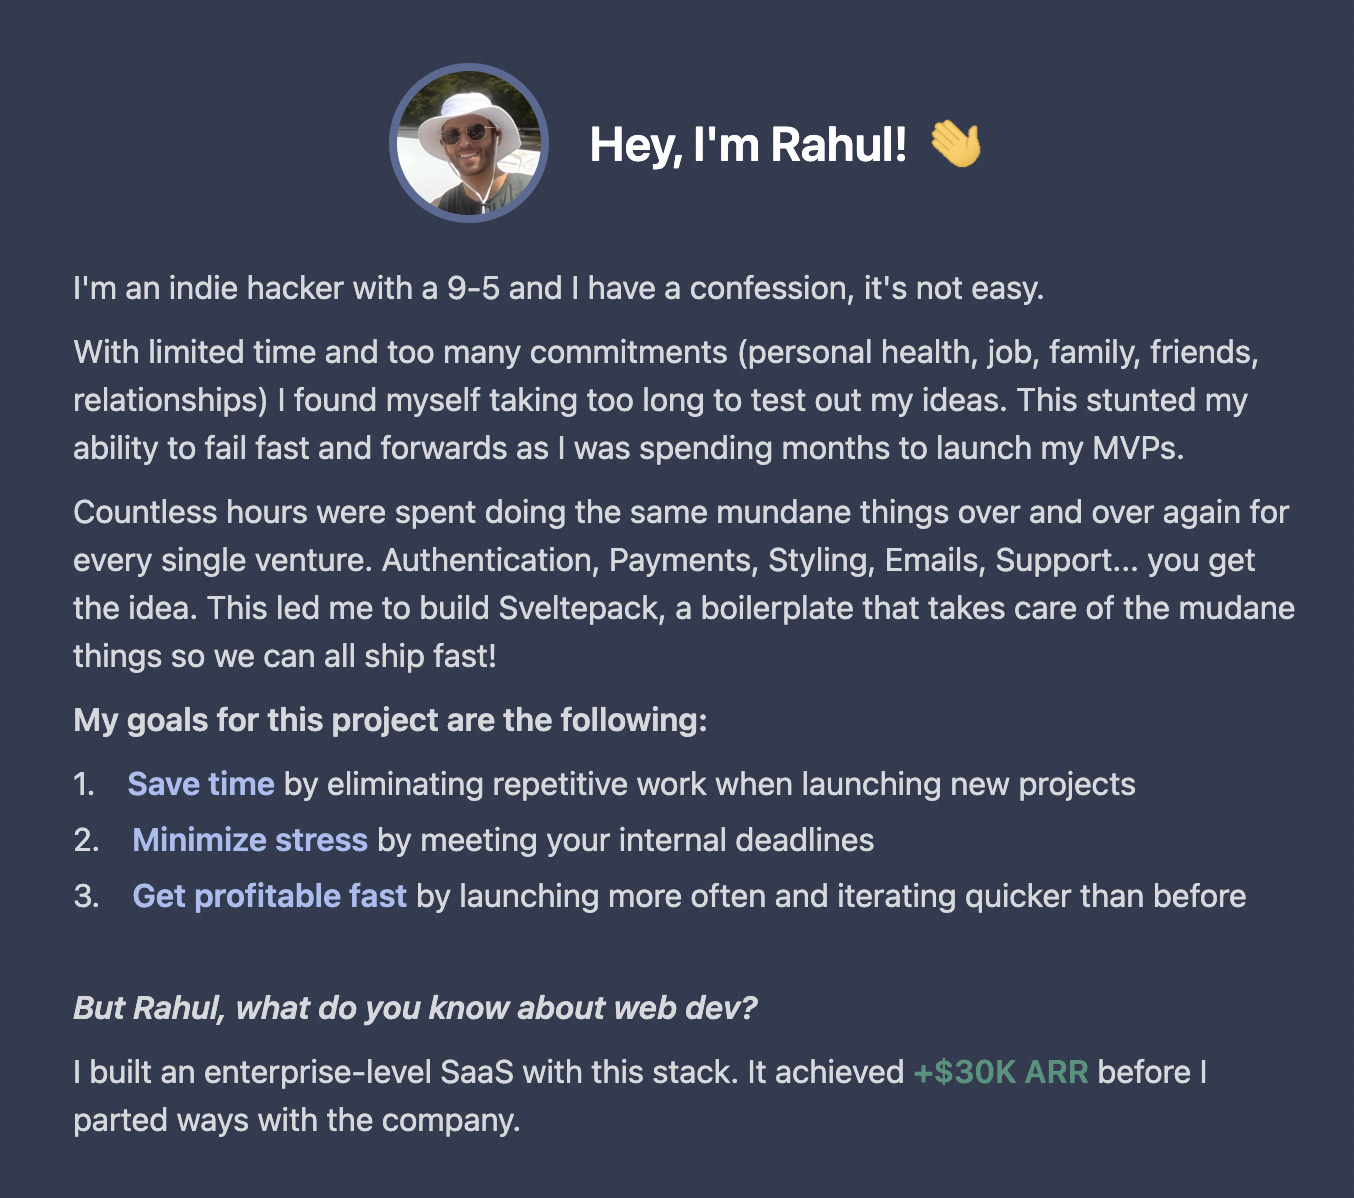 Hey, I'm Rahul! 👋
I'm an indie hacker with a 9-5 and I have a confession, it's not easy.
With limited time and too many commitments (personal health, job, family, friends,
relationships) I found myself taking too long to test out my ideas. This stunted my
ability to fail fast and forwards as I was spending months to launch my MVPs.
Countless hours were spent doing the same mundane things over and over again for
every single venture. Authentication, Payments, Styling, Emails, Support... you get
the idea. This led me to build Sveltepack, a boilerplate that takes care of the mudane
things so we can all ship fast!
My goals for this project are the following:
1. Save time by eliminating repetitive work when launching new projects
2. Minimize stress by meeting your internal deadlines
3. Get profitable fast by launching more often and iterating quicker than before
But Rahul, what do you know about web dev?
I built an enterprise-level SaaS with this stack. It achieved +$30K ARR before I
parted ways with the company.